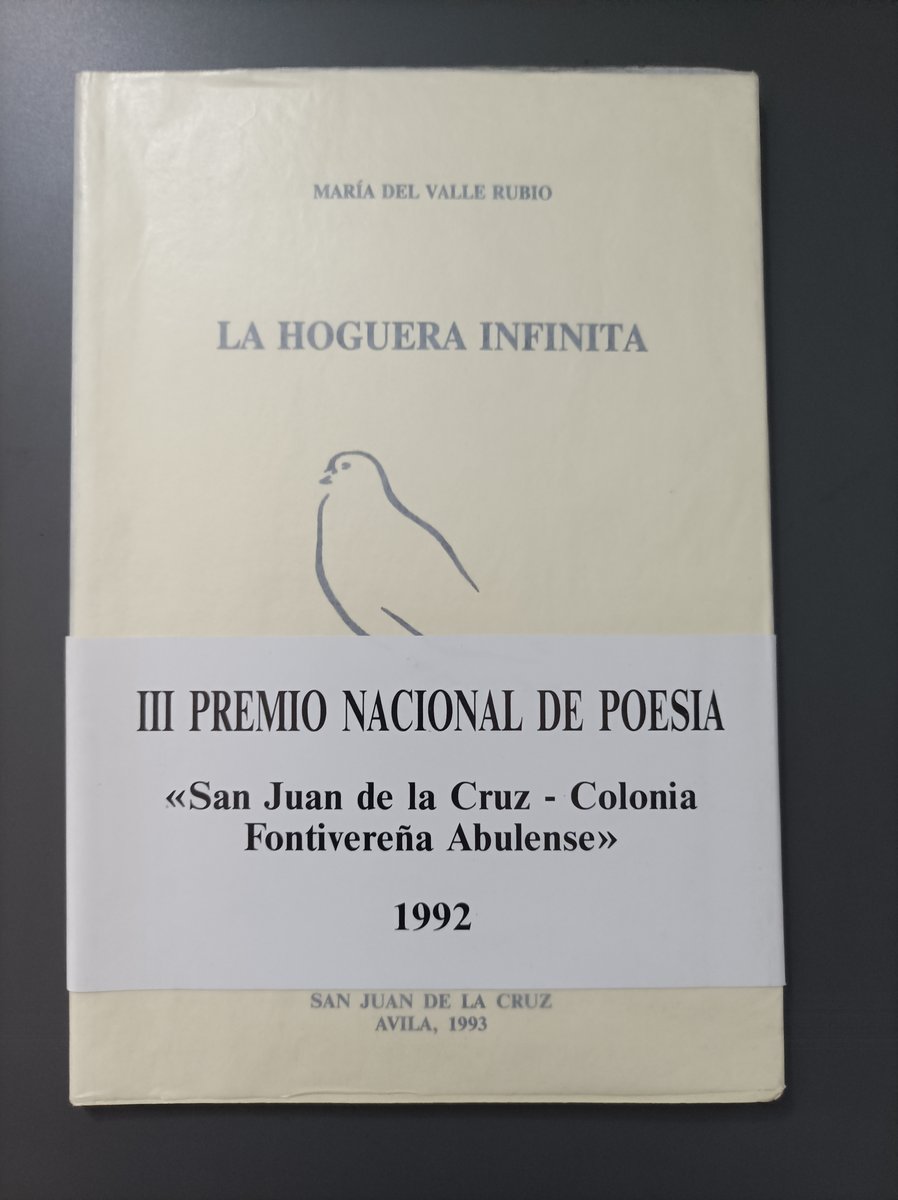 MARÍA DEL VALLE RUBIO
LA HOGUERA INFINITA
III PREMIO NACIONAL DE POESIA
«San Juan de la Cruz - Colonia
Fontivereña Abulense»
1992
SAN JUAN DE LA CRUZ
AVILA, 1993